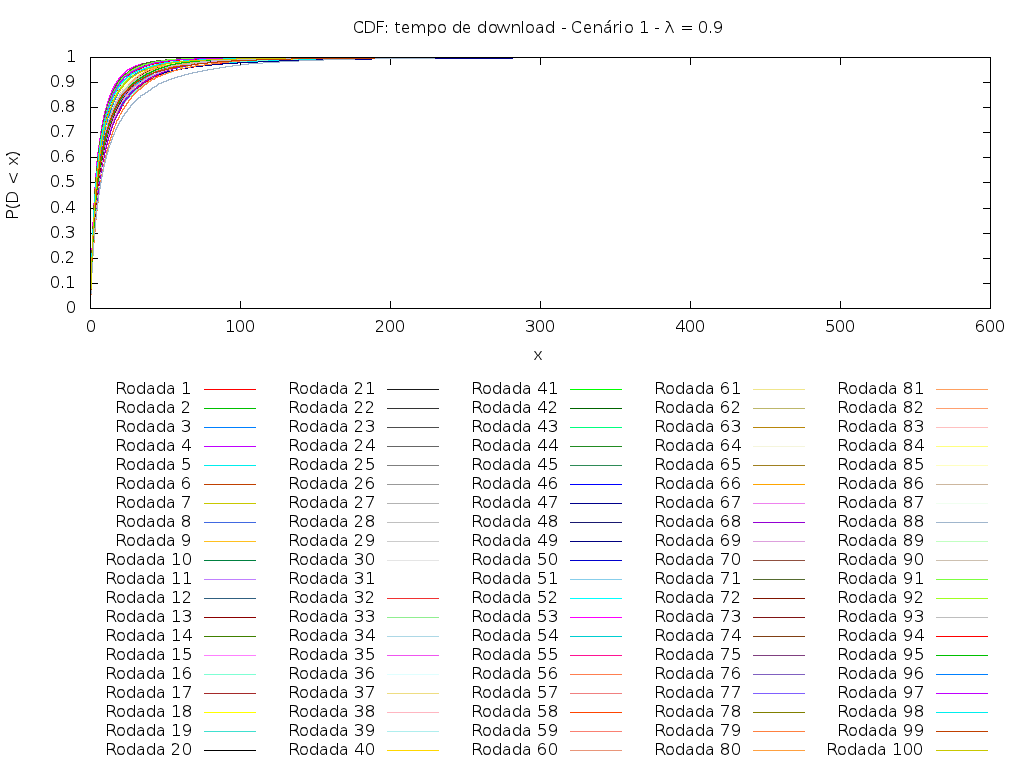 CDF: tempo de download - Cenário 1 - λ = 0.9
1
0.9
0.8
0.7
0.6
0.5
0.4
0.3
0.2
0.1
0
P(D < x)
0 100 200 300 400 500 600
x
Rodada 1 Rodada 21 Rodada 41 Rodada 61 Rodada 81
Rodada 2 Rodada 22 Rodada 42 Rodada 62 Rodada 82
Rodada 3 Rodada 23 Rodada 43 Rodada 63 Rodada 83
Rodada 4 Rodada 24 Rodada 44 Rodada 64 Rodada 84
Rodada 5 Rodada 25 Rodada 45 Rodada 65 Rodada 85
Rodada 6 Rodada 26 Rodada 46 Rodada 66 Rodada 86
Rodada 7 Rodada 27 Rodada 47 Rodada 67 Rodada 87
Rodada 8 Rodada 28 Rodada 48 Rodada 68 Rodada 88
Rodada 9 Rodada 29 Rodada 49 Rodada 69 Rodada 89
Rodada 10 Rodada 30 Rodada 50 Rodada 70 Rodada 90
Rodada 11 Rodada 31 Rodada 51 Rodada 71 Rodada 91
Rodada 12 Rodada 32 Rodada 52 Rodada 72 Rodada 92
Rodada 13 Rodada 33 Rodada 53 Rodada 73 Rodada 93
Rodada 14 Rodada 34 Rodada 54 Rodada 74 Rodada 94
Rodada 15 Rodada 35 Rodada 55 Rodada 75 Rodada 95
Rodada 16 Rodada 36 Rodada 56 Rodada 76 Rodada 96
Rodada 17 Rodada 37 Rodada 57 Rodada 77 Rodada 97
Rodada 18 Rodada 38 Rodada 58 Rodada 78 Rodada 98
Rodada 19 Rodada 39 Rodada 59 Rodada 79 Rodada 99
Rodada 20 Rodada 40 Rodada 60 Rodada 80 Rodada 100